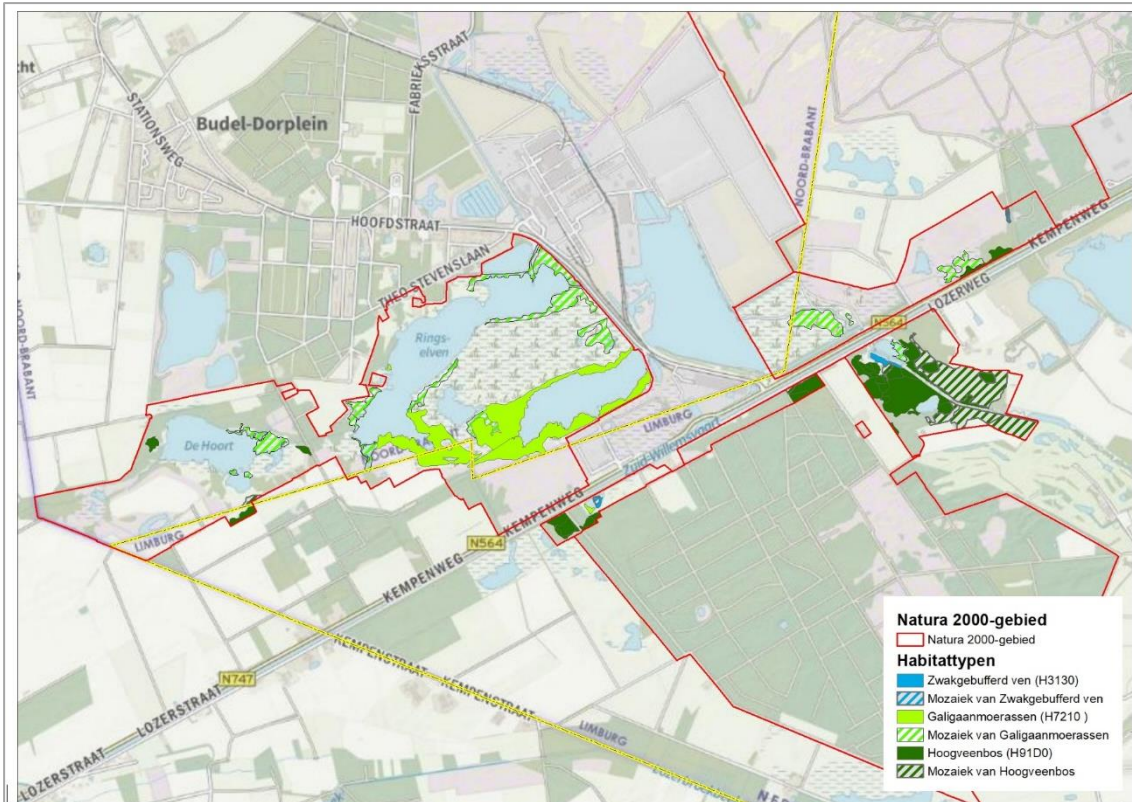 cht
Budel-Dorplein
STATIONSWEG
FABRIEKSSTRAAT
HOOFDSTRAAT
THEO STEVENSLAAN
NOORD-BRABANT
KEMPENWEG
LOZERWEG
N564
Rings-
elven
De Hoort
NOORD-BRABANT
LIMBURG
Zuid-Willemsvaart
NOORD-BRABANT
LIMBURG
KEMPENWEG
N564
KEMPENWEG
KEMPENSTRAAT
KEMPENSTRAAT
N747
LOZERSTRAAT
LOZERSTRAAT
LIMBURG
Natura 2000-gebied
Natura 2000-gebied
Habitattypen
Zwakgebufferd ven (H3130)
Mozaiek van Zwakgebufferd ven
Galigaanmoerassen (H7210 )
Mozaiek van Galigaanmoerassen
Hoogveenbos (H91D0)
Mozaiek van Hoogveenbos